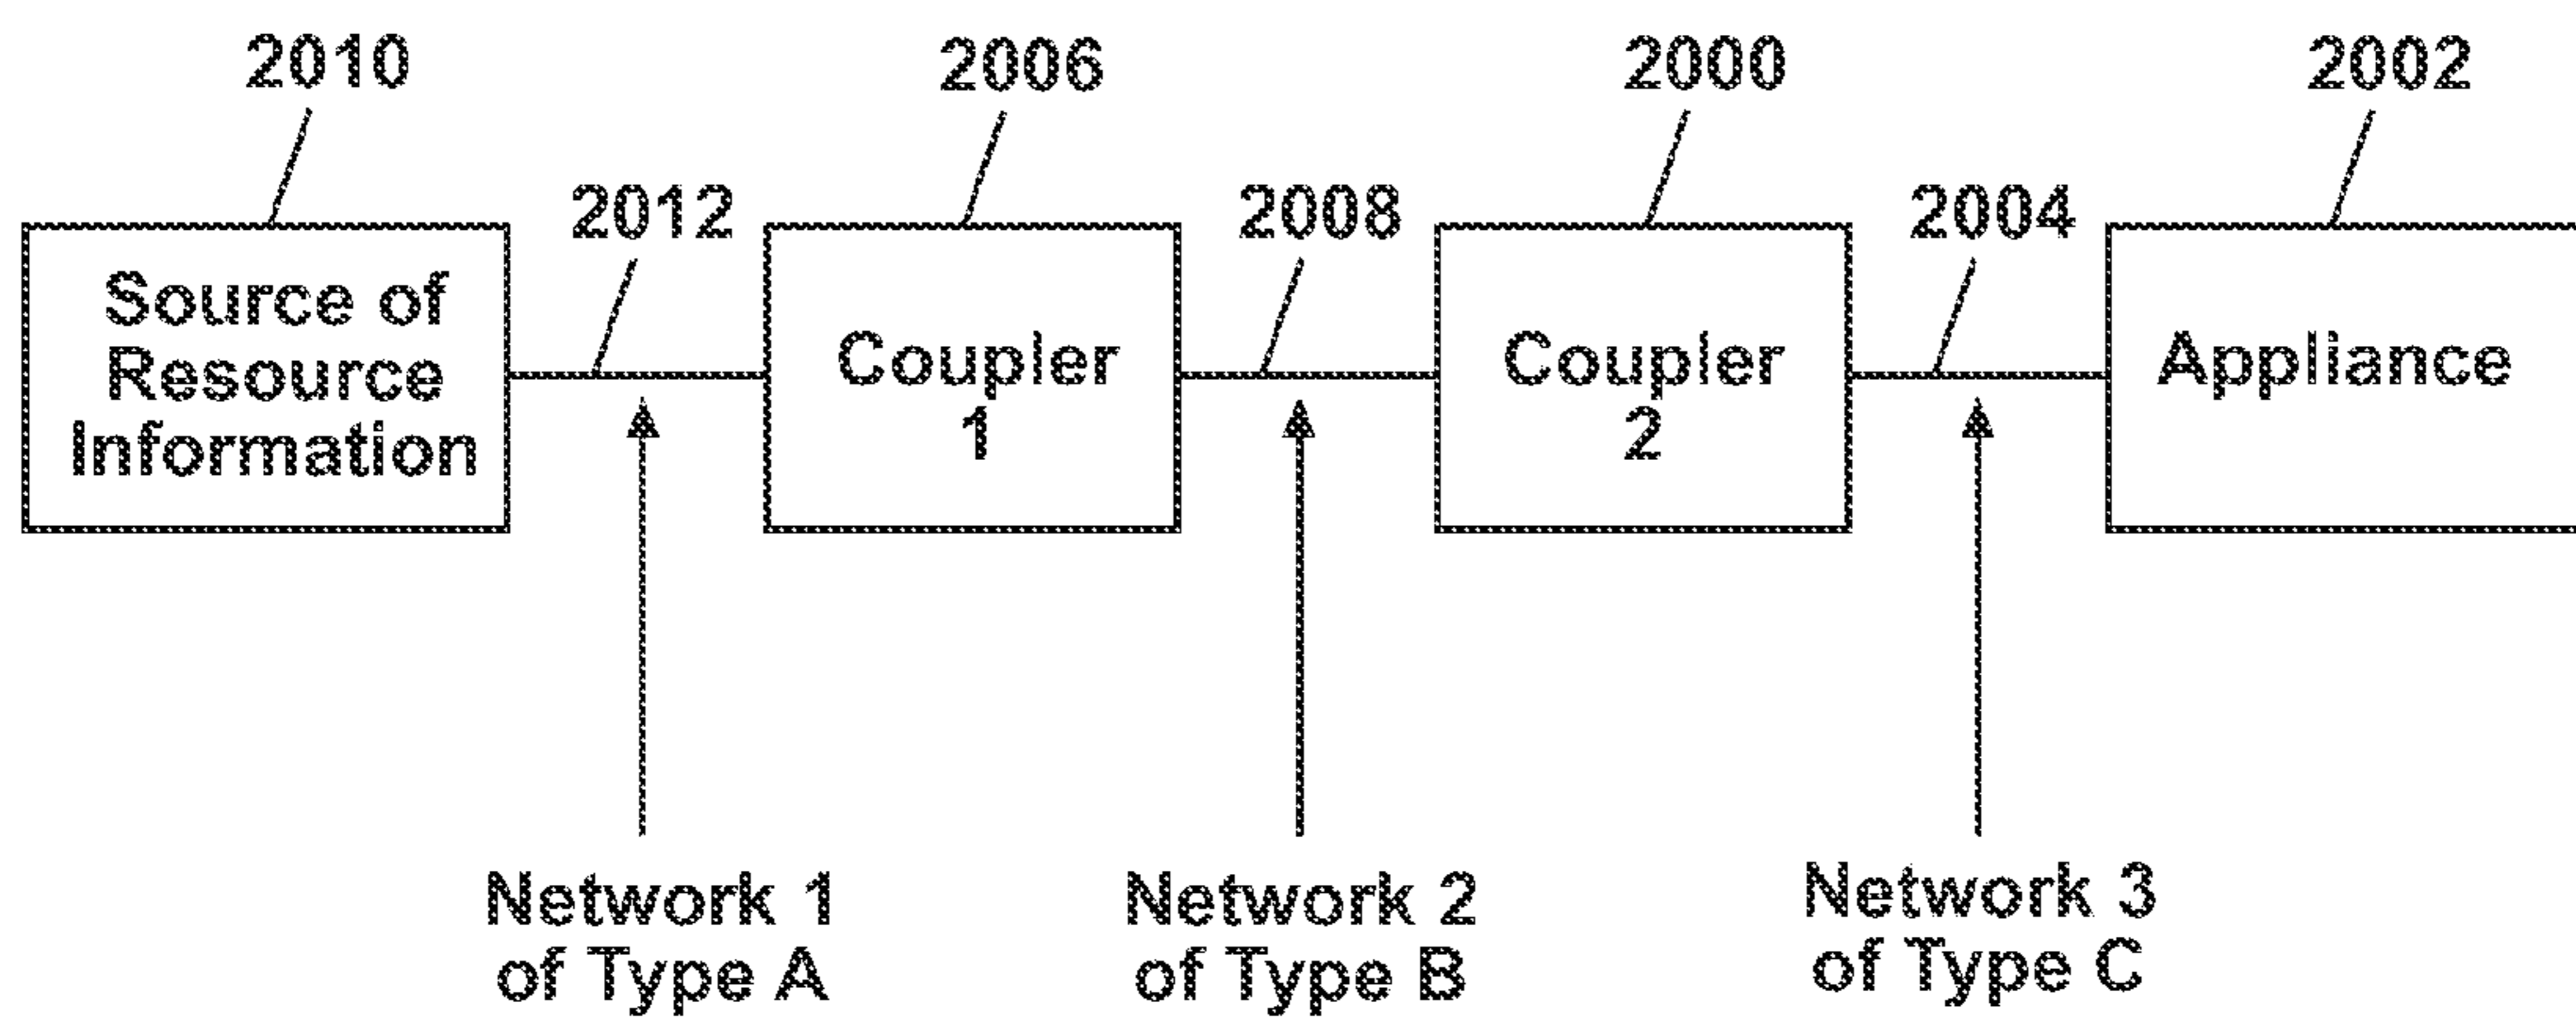 2010
2006
2000
2002
2012
2008
2004
Source of
Resource
Information
Coupler
1
Coupler
2
Appliance
Network 1
of Type A
Network 2
of Type B
Network 3
of Type C